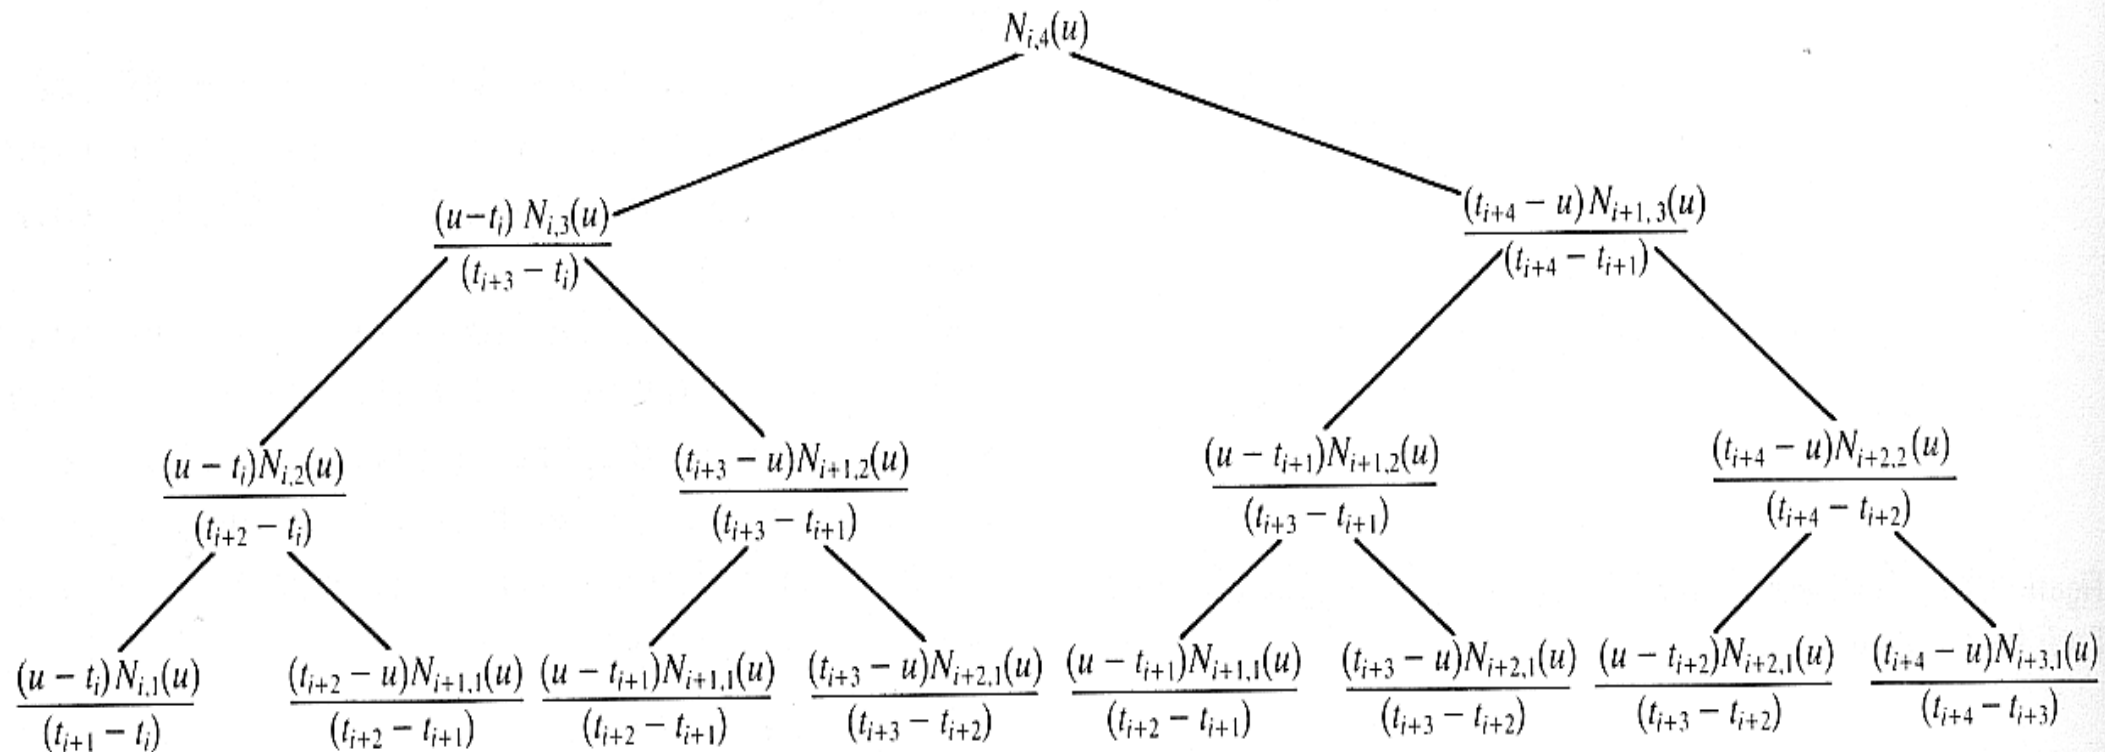 N_{i,4}(u)
(u−t_i) N_{i,3}(u) (t_{i+4} − u) N_{i+1,3}(u)
(t_{i+3} − t_i) (t_{i+4} − t_{i+1})
(u − t_i)N_{i,2}(u) (t_{i+3} − u)N_{i+1,2}(u) (u − t_{i+1})N_{i+1,2}(u) (t_{i+4} − u)N_{i+2,2}(u)
(t_{i+2} − t_i) (t_{i+3} − t_{i+1}) (t_{i+3} − t_{i+1}) (t_{i+4} − t_{i+2})
(u − t_i)N_{i,1}(u) (t_{i+2} − u)N_{i+1,1}(u) (u − t_{i+1})N_{i+1,1}(u) (t_{i+3} − u)N_{i+2,1}(u) (u − t_{i+1})N_{i+1,1}(u) (t_{i+3} − u)N_{i+2,1}(u) (u − t_{i+2})N_{i+2,1}(u) (t_{i+4} − u)N_{i+3,1}(u)
(t_{i+1} − t_i) (t_{i+2} − t_{i+1}) (t_{i+2} − t_{i+1}) (t_{i+3} − t_{i+2}) (t_{i+2} − t_{i+1}) (t_{i+3} − t_{i+2}) (t_{i+3} − t_{i+2}) (t_{i+4} − t_{i+3})